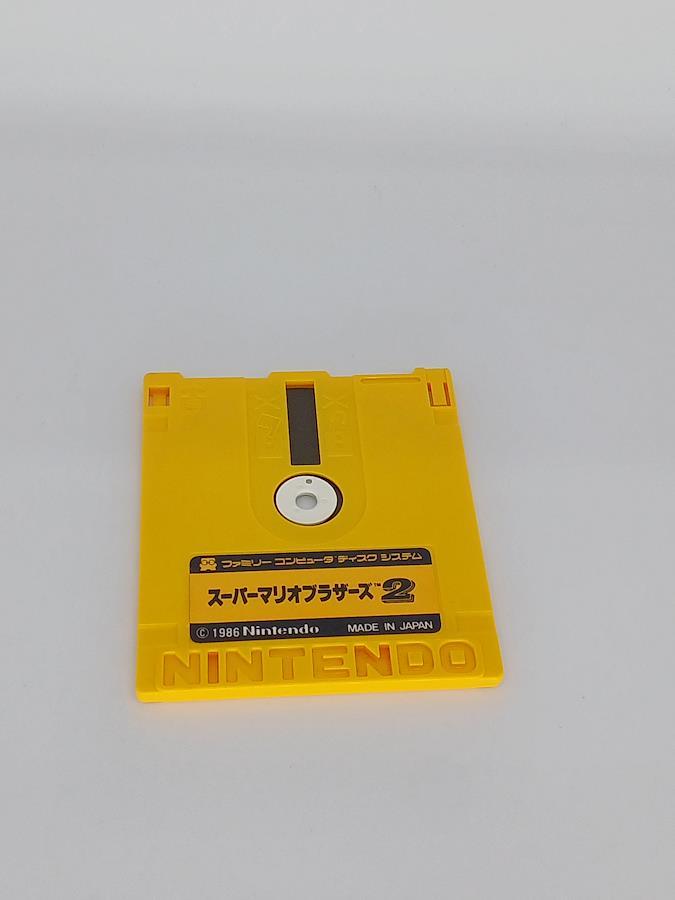 ファミリー コンピュータ ディスク システム
スーパーマリオブラザーズ™2
© 1986 Nintendo MADE IN JAPAN
NINTENDO